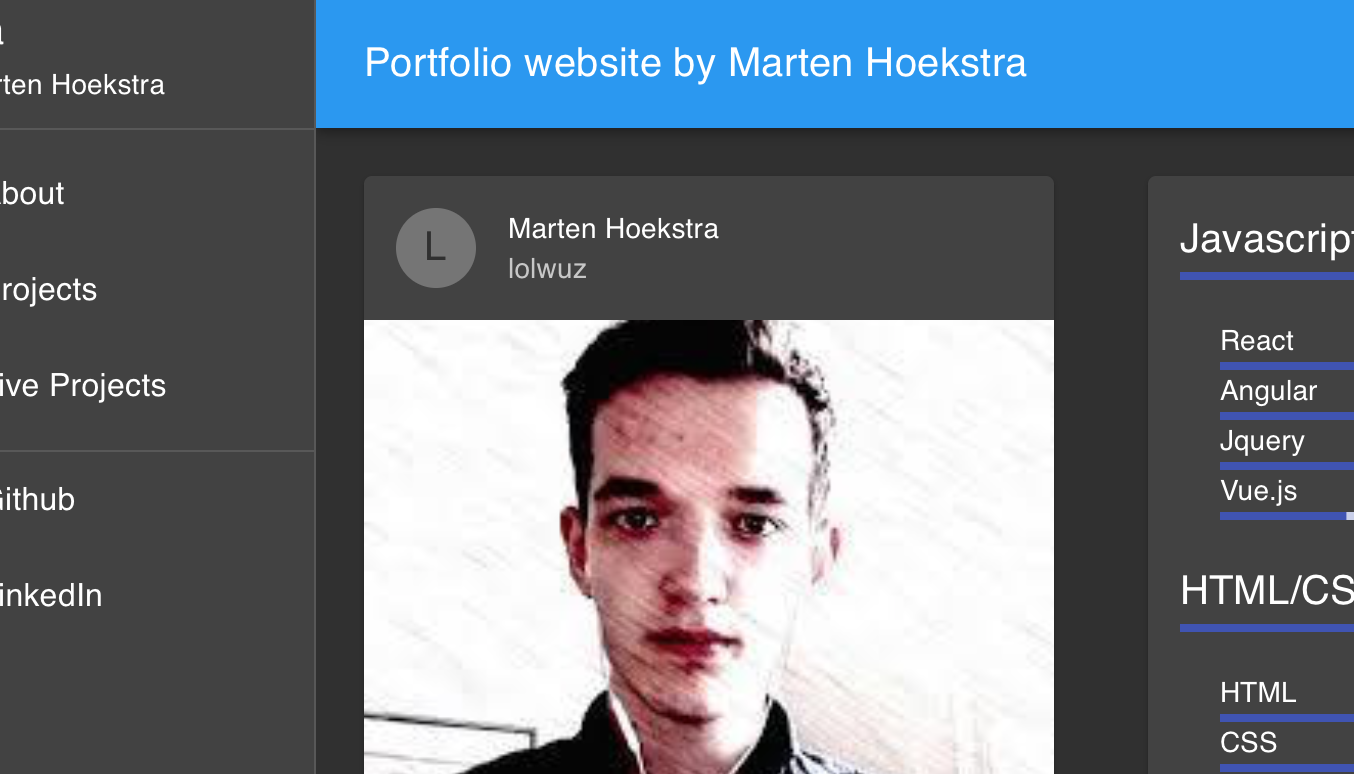 rten Hoekstra
bout
rojects
ive Projects
Github
inkedIn
Portfolio website by Marten Hoekstra
L
Marten Hoekstra
lolwuz
Javascript
React
Angular
Jquery
Vue.js
HTML/CS
HTML
CSS